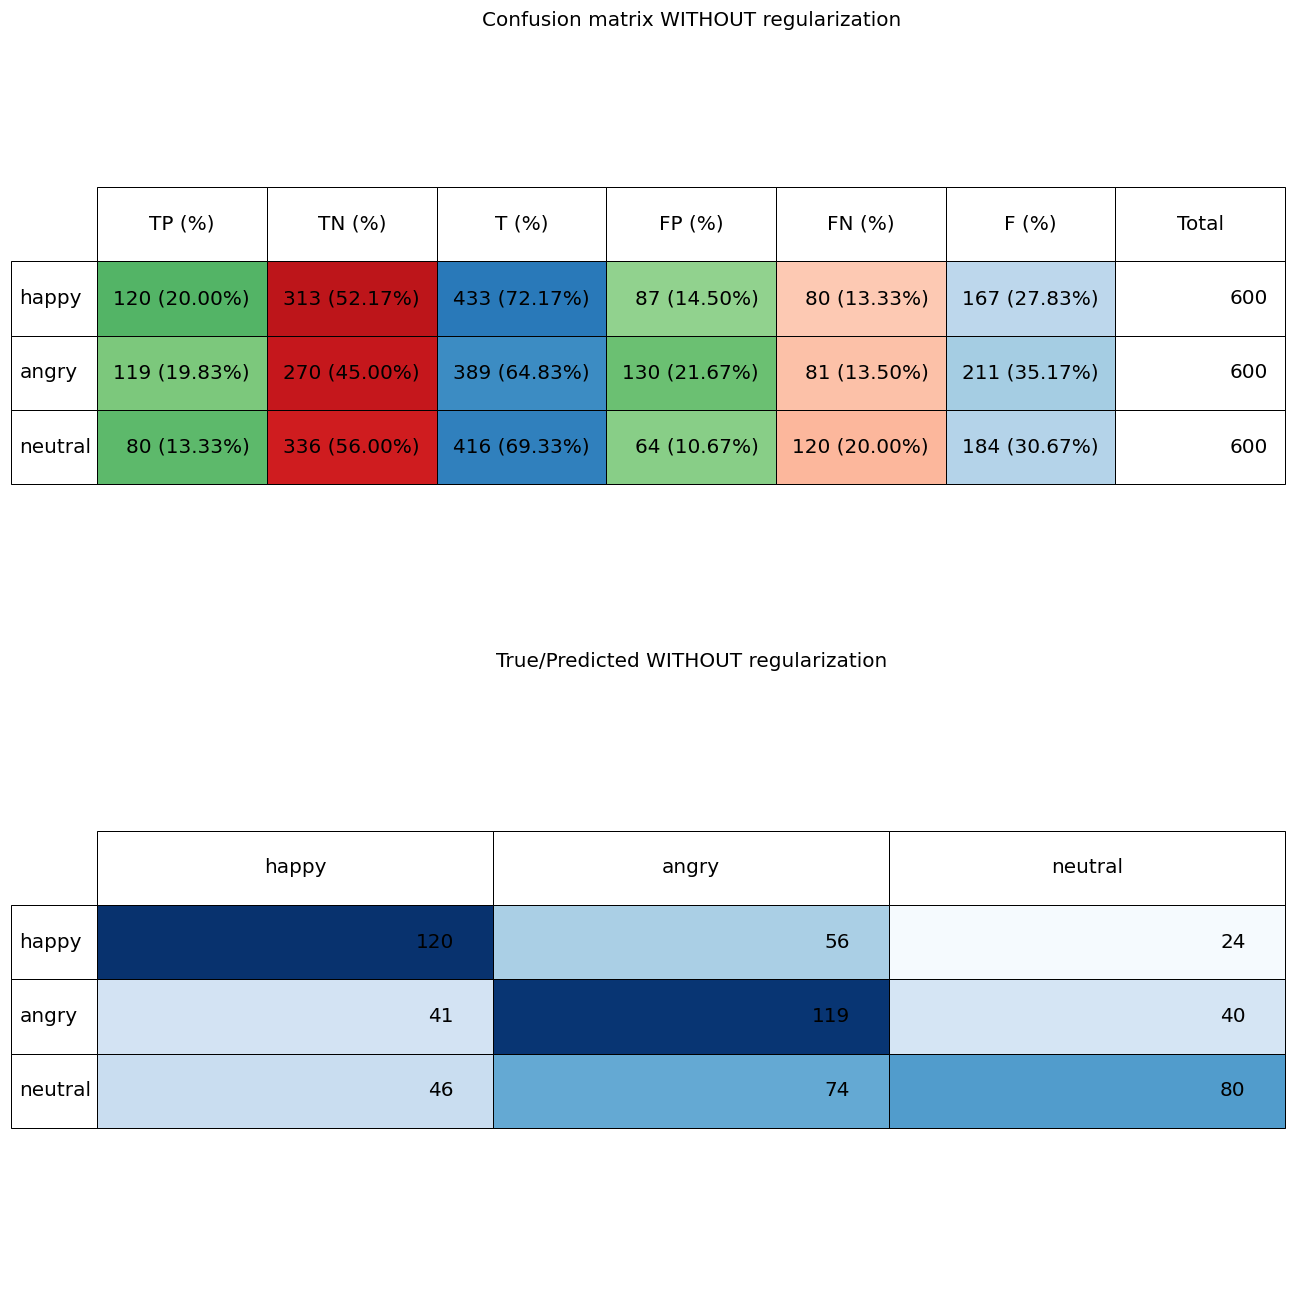 Confusion matrix WITHOUT regularization
TP (%) TN (%) T (%) FP (%) FN (%) F (%) Total
happy 120 (20.00%) 313 (52.17%) 433 (72.17%) 87 (14.50%) 80 (13.33%) 167 (27.83%) 600
angry 119 (19.83%) 270 (45.00%) 389 (64.83%) 130 (21.67%) 81 (13.50%) 211 (35.17%) 600
neutral 80 (13.33%) 336 (56.00%) 416 (69.33%) 64 (10.67%) 120 (20.00%) 184 (30.67%) 600
True/Predicted WITHOUT regularization
happy angry neutral
happy 120 56 24
angry 41 119 40
neutral 46 74 80